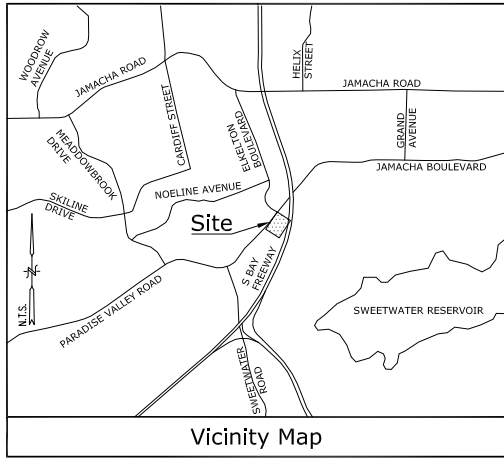 WOODROW
AVENUE
JAMACHA ROAD
CARDIFF STREET
HELIX
STREET
JAMACHA ROAD
ELKELTON
BOULEVARD
GRAND
AVENUE
MEADOWBROOK
DRIVE
JAMACHA BOULEVARD
NOELINE AVENUE
SKILINE
DRIVE
Site
S BAY
FREEWAY
N
N.T.S.
PARADISE VALLEY ROAD
SWEETWATER RESERVOIR
SWEETWATER
ROAD
Vicinity Map